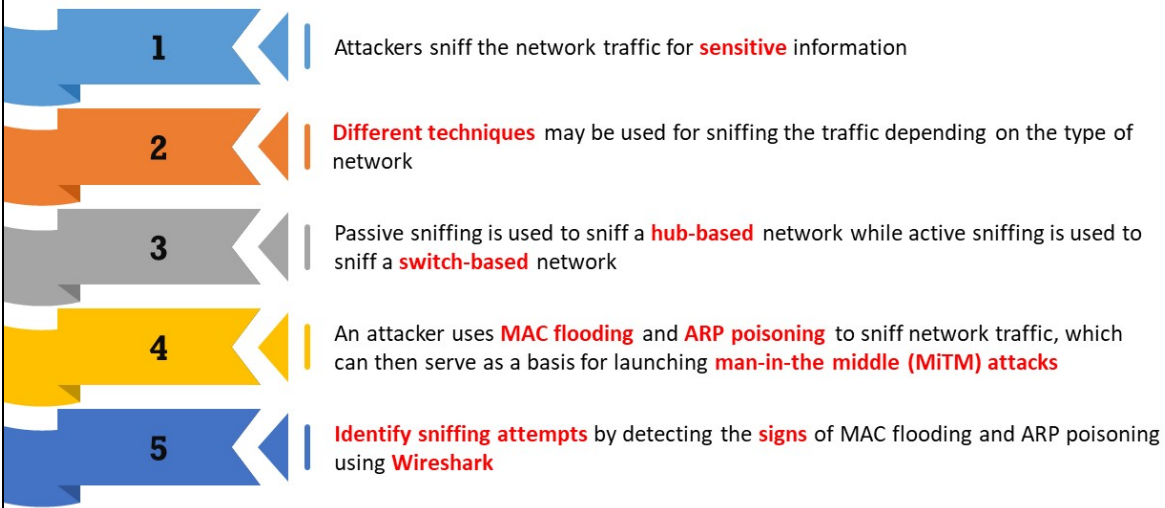 1
Attackers sniff the network traffic for sensitive information
2
Different techniques may be used for sniffing the traffic depending on the type of
network
3
Passive sniffing is used to sniff a hub-based network while active sniffing is used to
sniff a switch-based network
4
An attacker uses MAC flooding and ARP poisoning to sniff network traffic, which
can then serve as a basis for launching man-in-the middle (MiTM) attacks
5
Identify sniffing attempts by detecting the signs of MAC flooding and ARP poisoning
using Wireshark